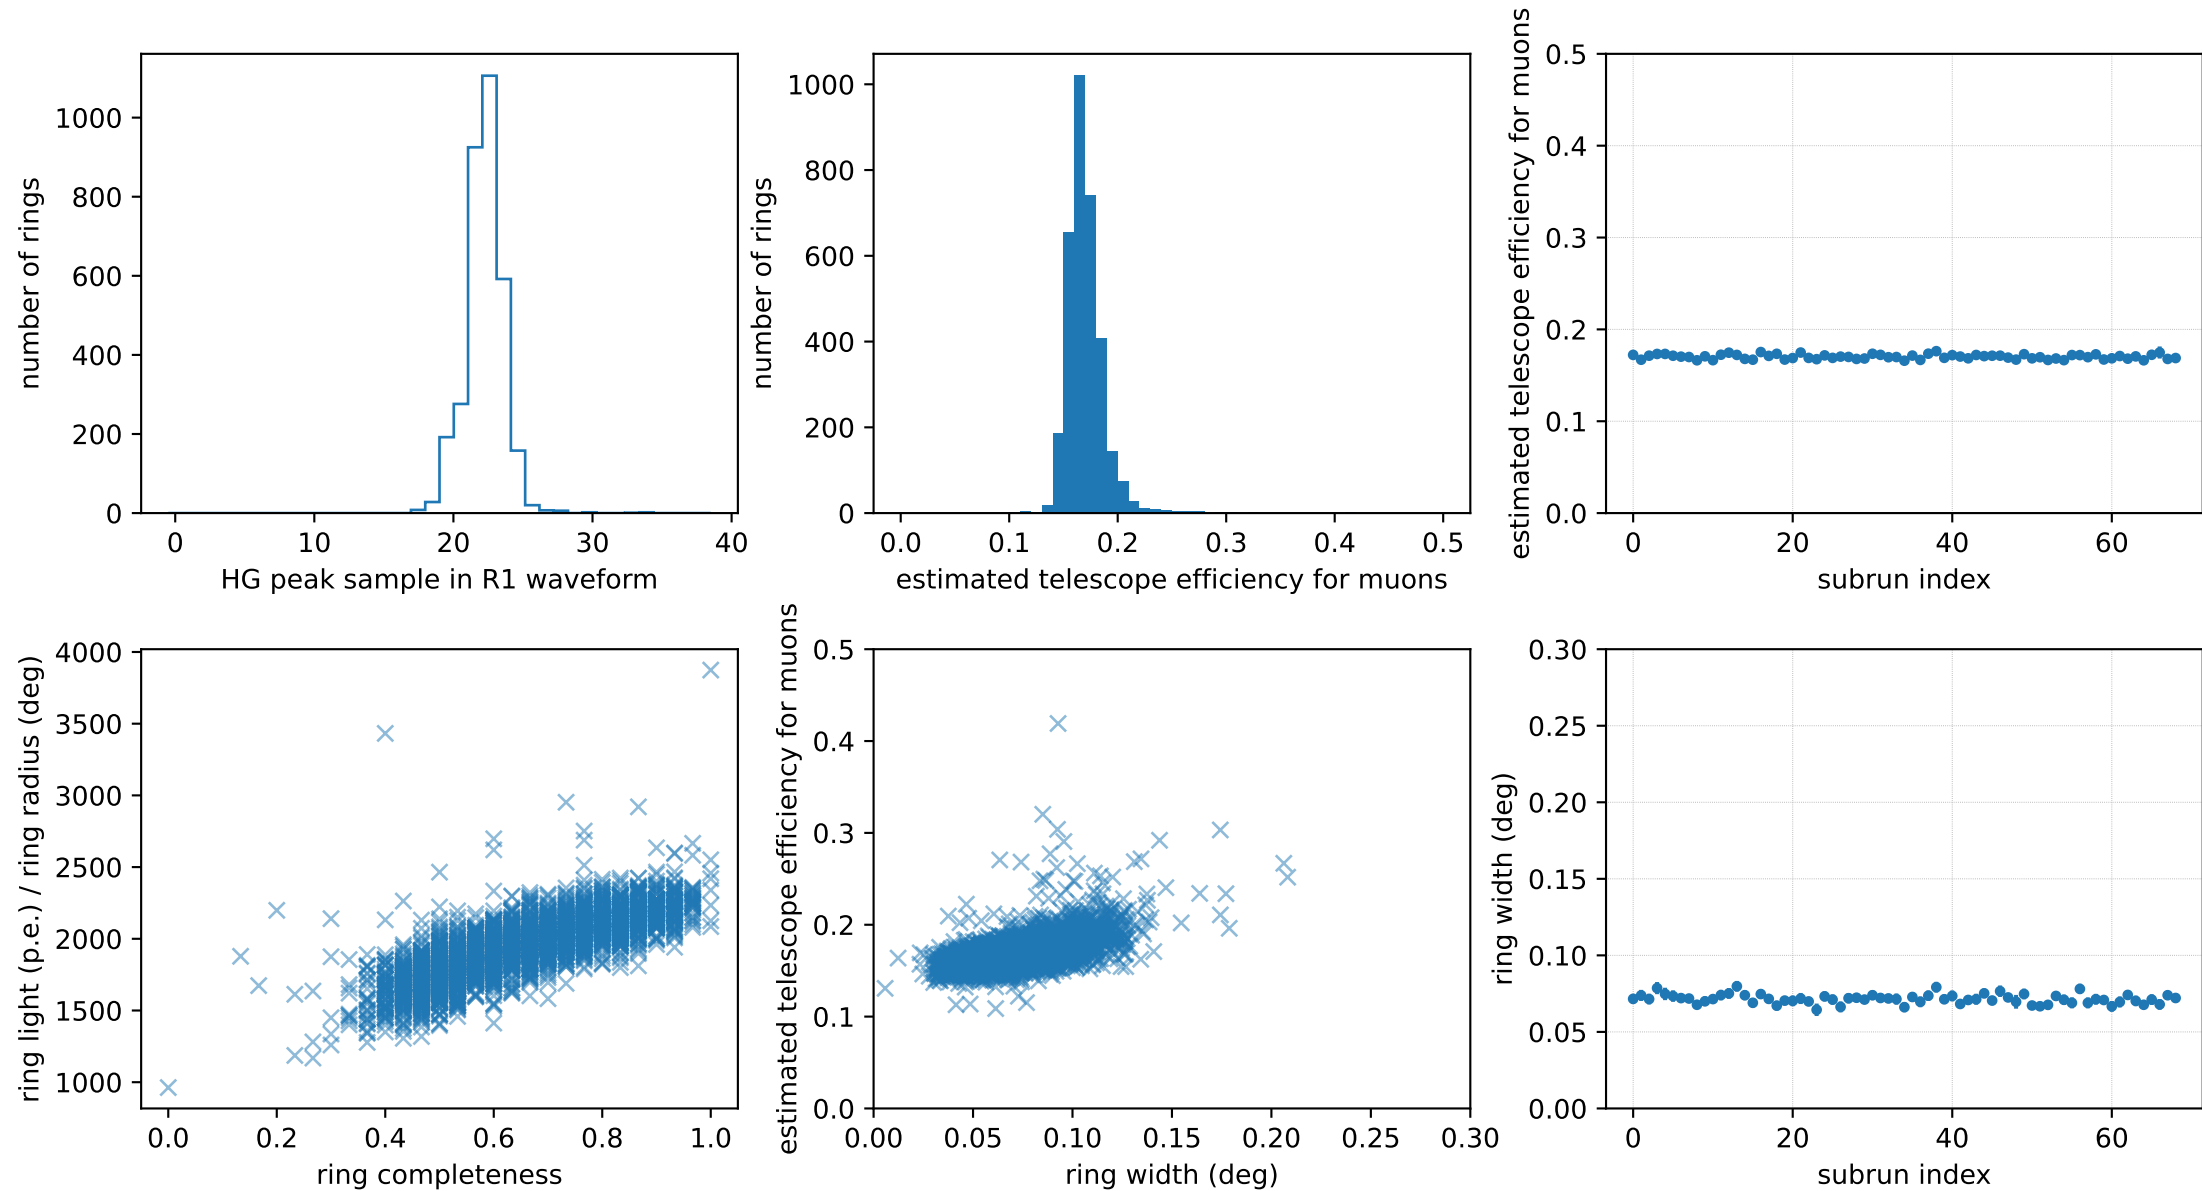 number of rings
1000
800
600
400
200
0
0 10 20 30 40
HG peak sample in R1 waveform
number of rings
1000
800
600
400
200
0
0.0 0.1 0.2 0.3 0.4 0.5
estimated telescope efficiency for muons
estimated telescope efficiency for muons
0.5
0.4
0.3
0.2
0.1
0.0
0 20 40 60
subrun index
ring light (p.e.) / ring radius (deg)
4000
3500
3000
2500
2000
1500
1000
0.0 0.2 0.4 0.6 0.8 1.0
ring completeness
estimated telescope efficiency for muons
0.5
0.4
0.3
0.2
0.1
0.0
0.00 0.05 0.10 0.15 0.20 0.25 0.30
ring width (deg)
ring width (deg)
0.30
0.25
0.20
0.15
0.10
0.05
0.00
0 20 40 60
subrun index